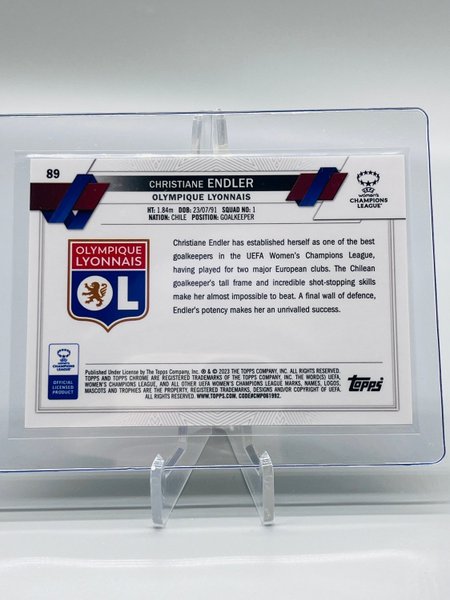 89
CHRISTIANE ENDLER
OLYMPIQUE LYONNAIS
HT: 1.84m DOB: 23/07/91 SQUAD NO: 1
NATION: CHILE POSITION: GOALKEEPER
UEFA
women's
CHAMPIONS
LEAGUE
OLYMPIQUE
LYONNAIS
OL
Christiane Endler has established herself as one of the best
goalkeepers in the UEFA Women's Champions League,
having played for two major European clubs. The Chilean
goalkeeper's tall frame and incredible shot-stopping skills
make her almost impossible to beat. A final wall of defence,
Endler's potency makes her an unrivalled success.
CHAMPIONS
LEAGUE
OFFICIAL
LICENSED
PRODUCT
Published Under License by The Topps Company, Inc. ® & © 2023 THE TOPPS COMPANY, INC. ALL RIGHTS RESERVED.
TOPPS AND TOPPS CHROME ARE REGISTERED TRADEMARKS OF THE TOPPS COMPANY, INC. THE WORD(S) UEFA,
WOMEN'S CHAMPIONS LEAGUE, AND ALL OTHER UEFA WOMEN'S CHAMPIONS LEAGUE MARKS, NAMES, LOGOS,
MASCOTS AND TROPHIES ARE THE PROPERTY, REGISTERED TRADEMARKS, DESIGNS AND/OR COPYRIGHT OF UEFA.
ALL RIGHTS RESERVED. WWW.TOPPS.COM. CODE#CMP061992.
Topps